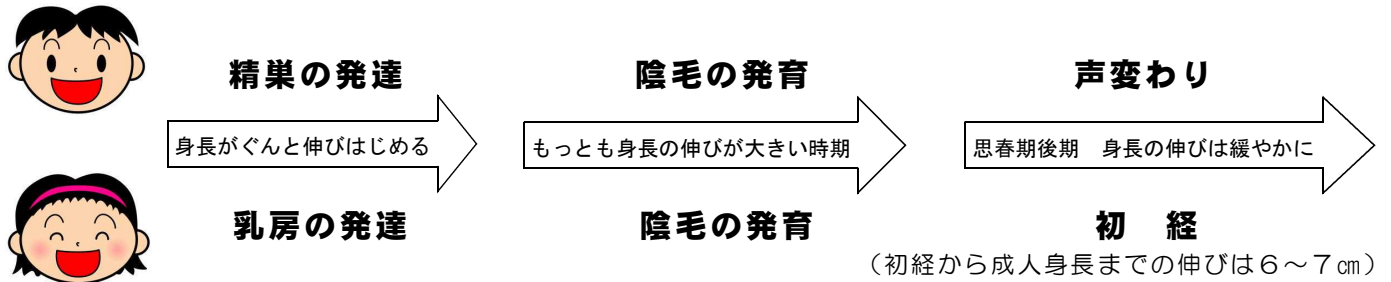 精巣の発達　陰毛の発育　声変わり
身長がぐんと伸びはじめる　もっとも身長の伸びが大きい時期　思春期後期　身長の伸びは緩やかに
乳房の発達　陰毛の発育　初　経
（初経から成人身長までの伸びは６～７㎝）